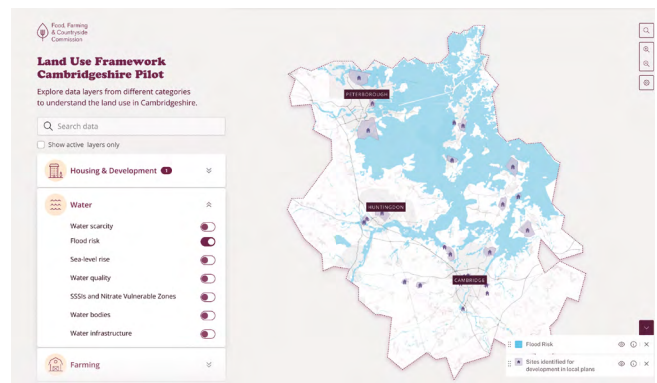 Food, Farming
& Countryside
Commission
Land Use Framework
Cambridgeshire Pilot
Explore data layers from different categories
to understand the land use in Cambridgeshire.
Search data
Show active layers only
Housing & Development 1
Water
Water scarcity
Flood risk
Sea-level rise
Water quality
SSSIs and Nitrate Vulnerable Zones
Water bodies
Water infrastructure
Farming
PETERBOROUGH
HUNTINGDON
CAMBRIDGE
Flood Risk
Sites identified for
development in local plans